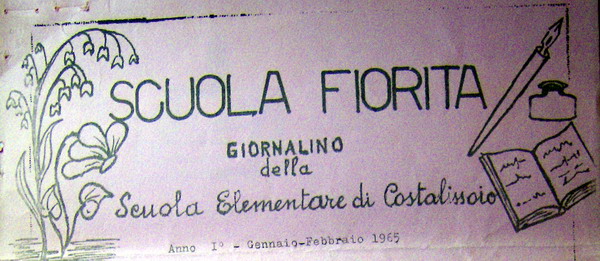 SCUOLA FIORITA
GIORNALINO
della
Scuola Elementare di Costalissoio
Anno I° - Gennaio-Febbraio 1965